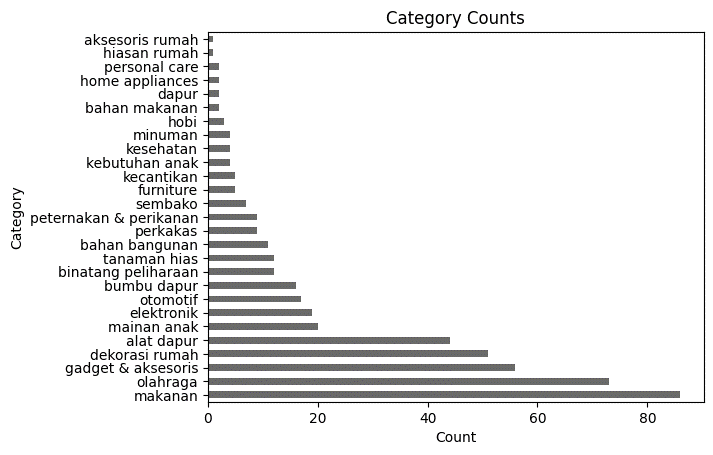 Category Counts
aksesoris rumah
hiasan rumah
personal care
home appliances
dapur
bahan makanan
hobi
minuman
kesehatan
kebutuhan anak
kecantikan
furniture
sembako
peternakan & perikanan
perkakas
bahan bangunan
tanaman hias
binatang peliharaan
bumbu dapur
otomotif
elektronik
mainan anak
alat dapur
dekorasi rumah
gadget & aksesoris
olahraga
makanan
Category
0 20 40 60 80
Count